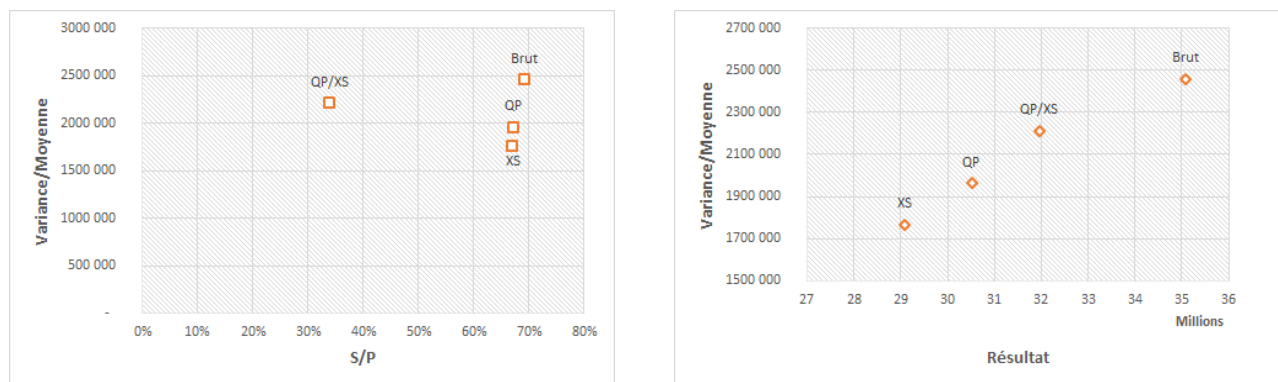 3000 000
2500 000
2000 000
1500 000
1000 000
500 000
-
Variance/Moyenne
Brut
QP/XS
QP
XS
0% 10% 20% 30% 40% 50% 60% 70% 80%
S/P
2700 000
2500 000
2300 000
2100 000
1900 000
1700 000
1500 000
Variance/Moyenne
Brut
QP/XS
QP
XS
27 28 29 30 31 32 33 34 35 36
Millions
Résultat